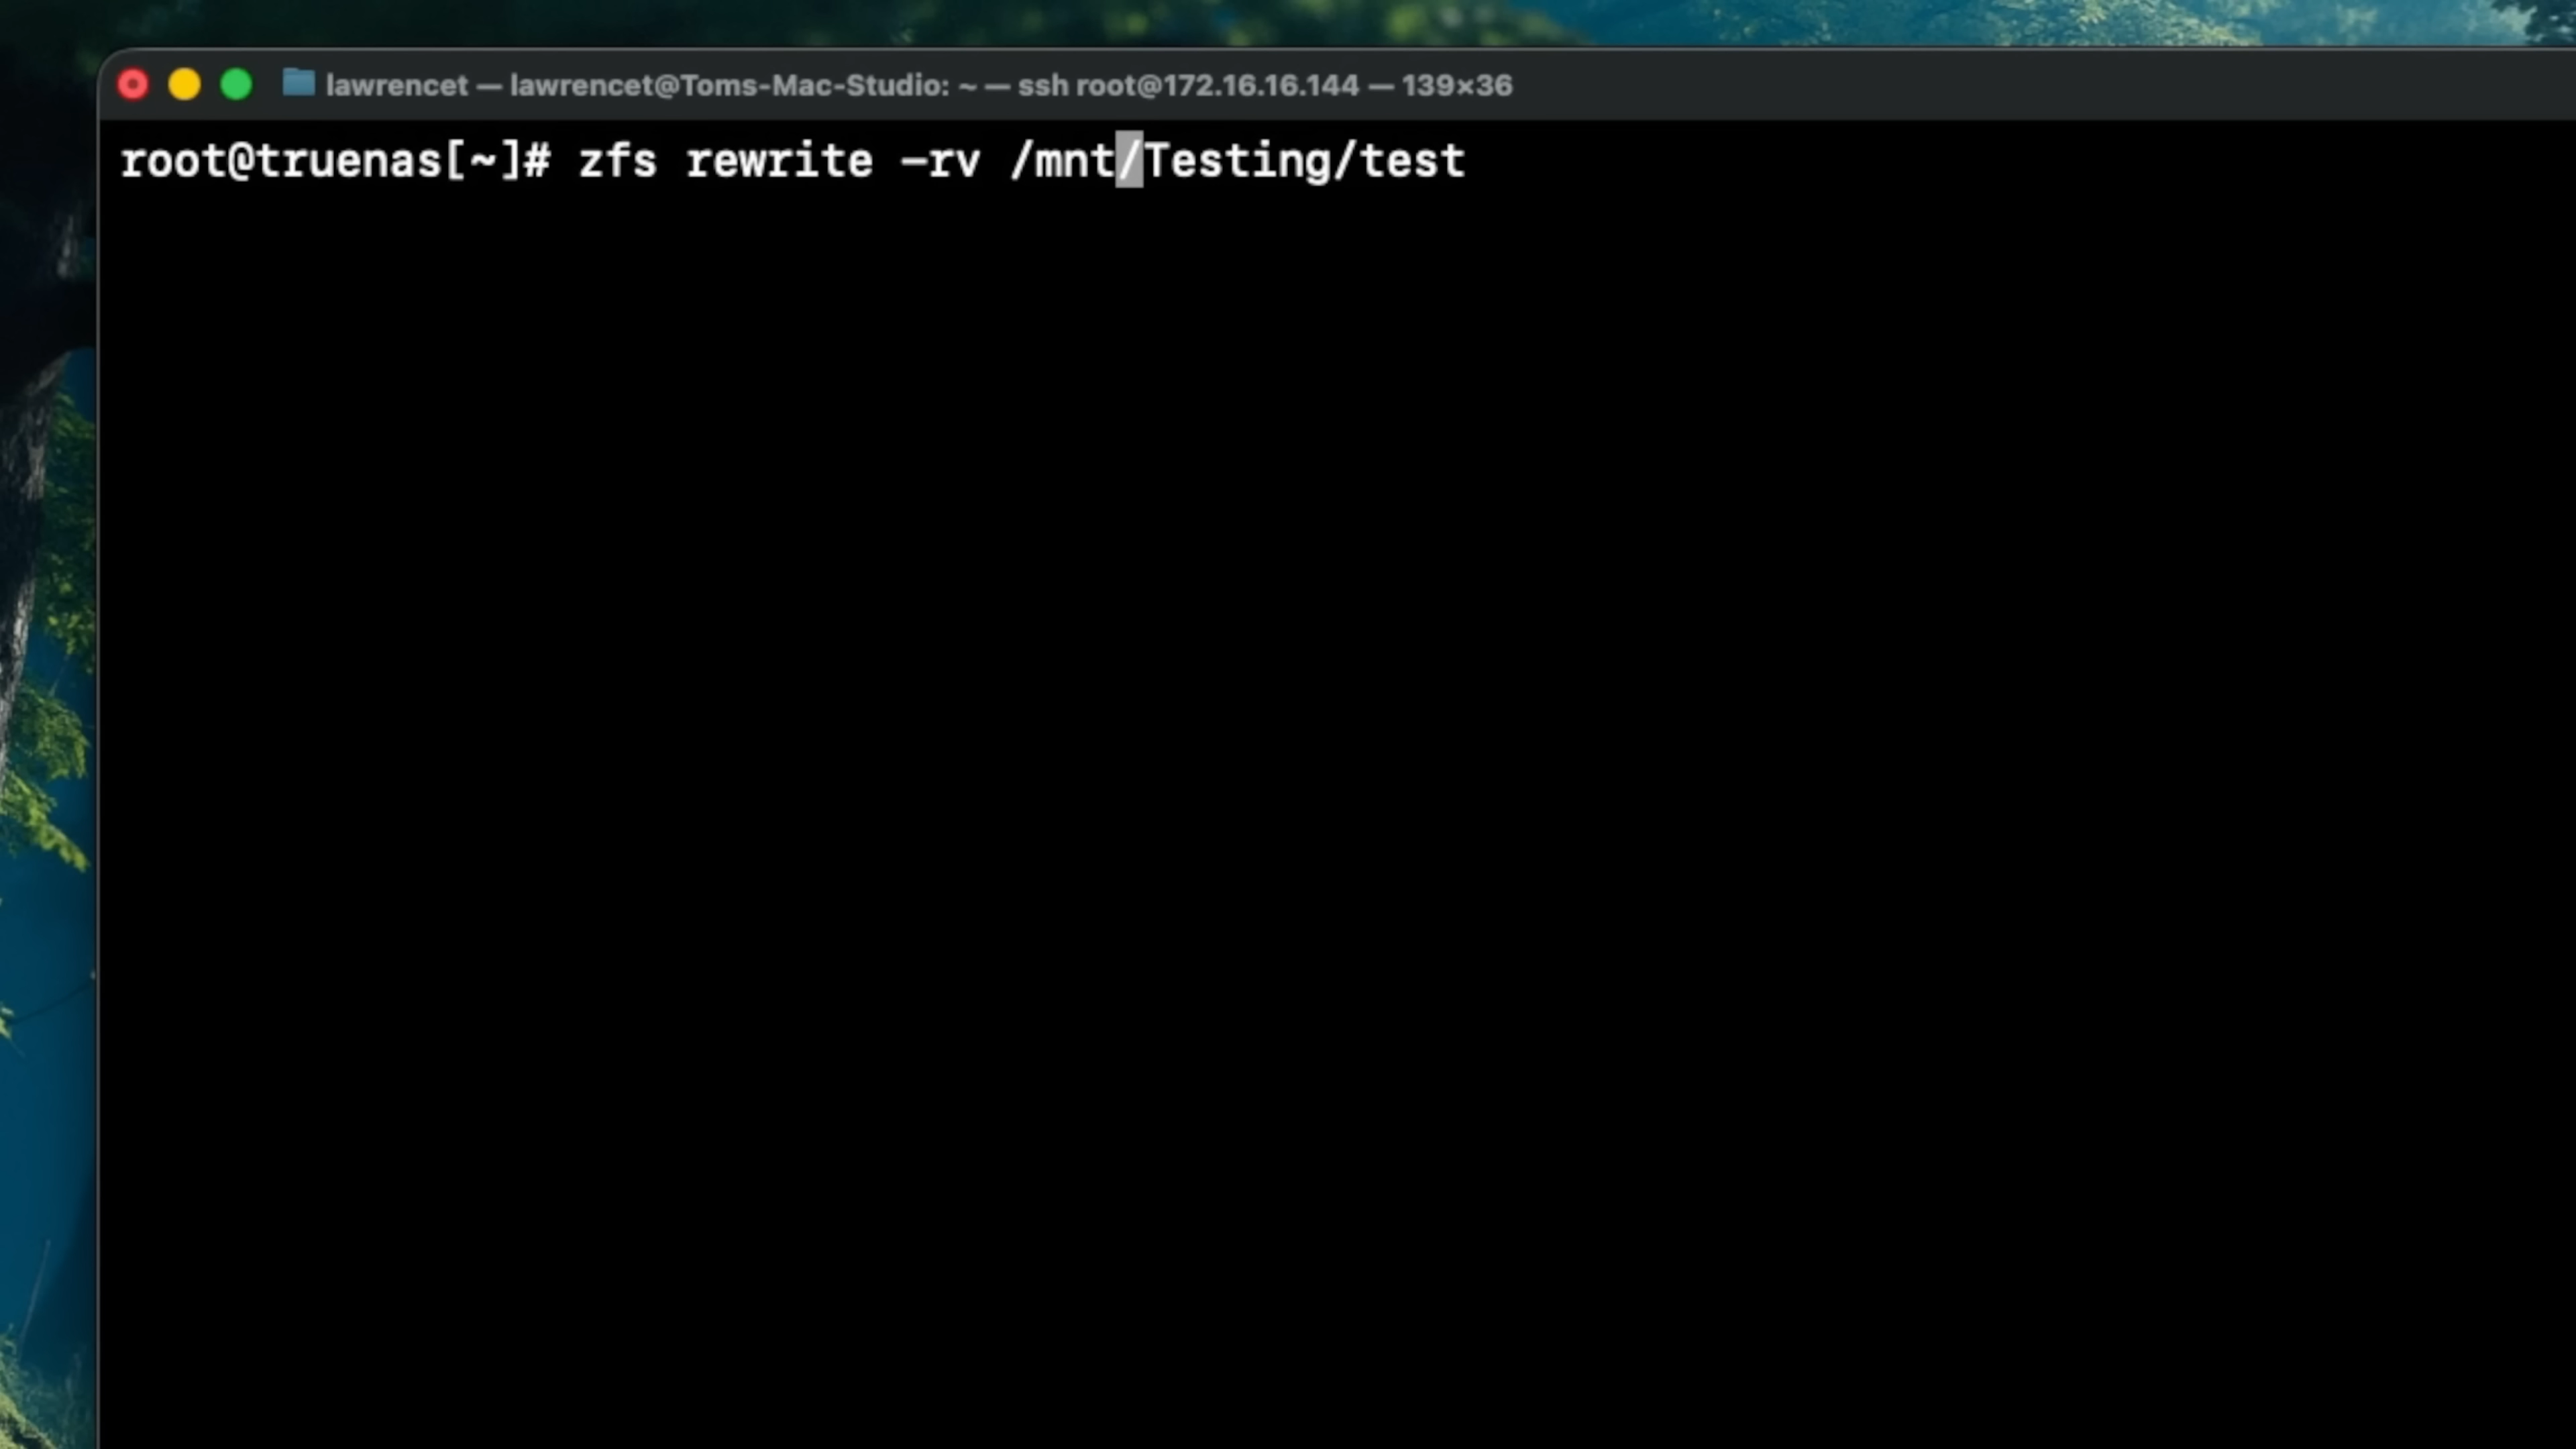 lawrencet — lawrencet@Toms-Mac-Studio: ~ — ssh root@172.16.16.144 — 139×36
root@truenas[~]# zfs rewrite -rv /mnt/Testing/test